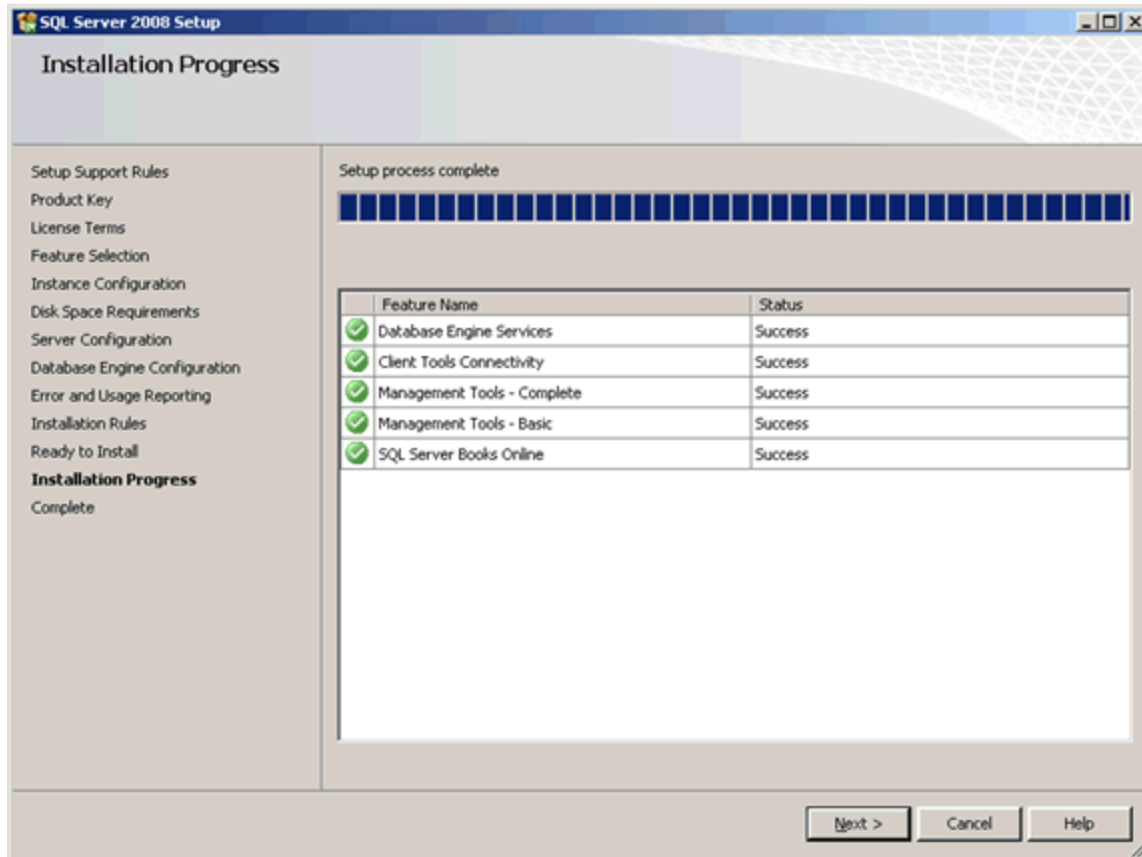 SQL Server 2008 Setup
Installation Progress
Setup Support Rules
Product Key
License Terms
Feature Selection
Instance Configuration
Disk Space Requirements
Server Configuration
Database Engine Configuration
Error and Usage Reporting
Installation Rules
Ready to Install
Installation Progress
Complete
Setup process complete
Feature Name Status
Database Engine Services Success
Client Tools Connectivity Success
Management Tools - Complete Success
Management Tools - Basic Success
SQL Server Books Online Success
Next > Cancel Help